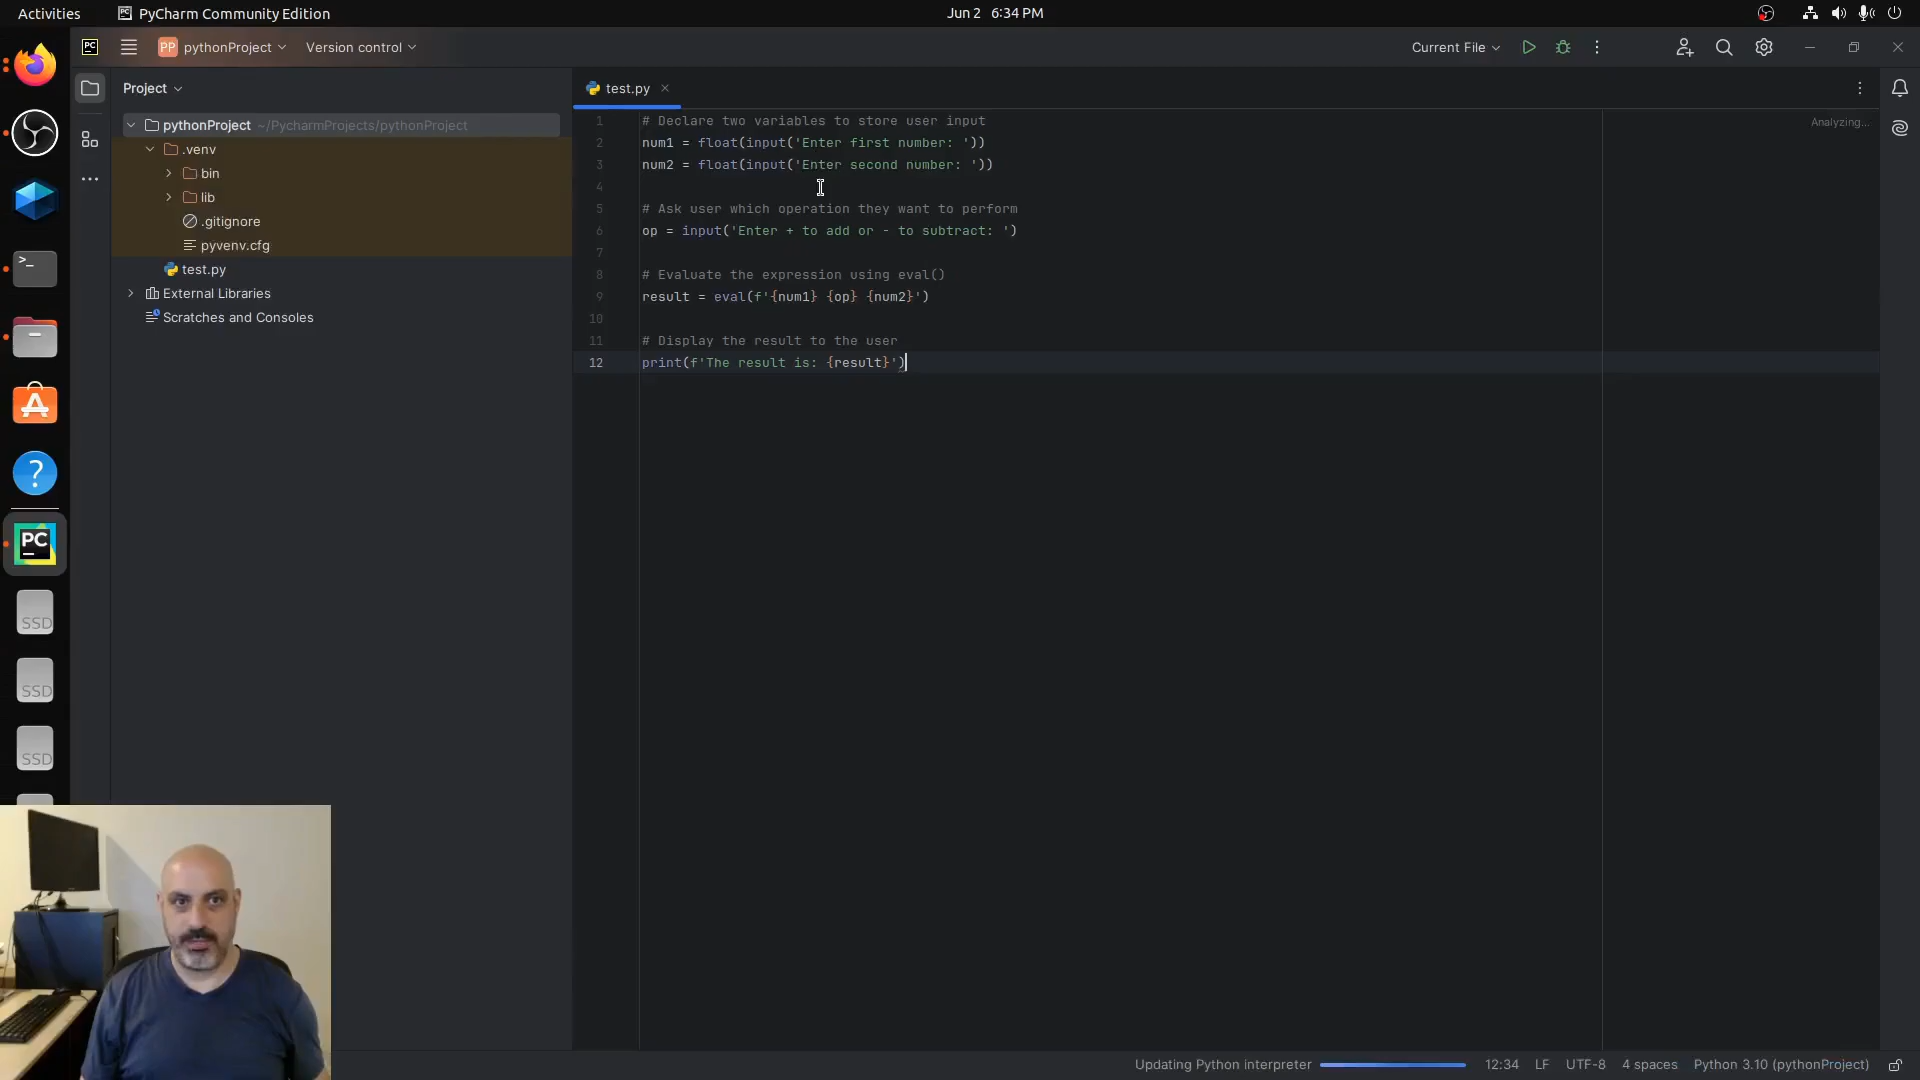 Activities
PyCharm Community Edition
Jun 2 6:34 PM
PC
PP pythonProject
Version control
Current File
Project
test.py
pythonProject ~/PycharmProjects/pythonProject
.venv
bin
lib
.gitignore
pyvenv.cfg
test.py
External Libraries
Scratches and Consoles
Analyzing...
1 # Declare two variables to store user input
2 num1 = float(input('Enter first number: '))
3 num2 = float(input('Enter second number: '))
4
5 # Ask user which operation they want to perform
6 op = input('Enter + to add or - to subtract: ')
7
8 # Evaluate the expression using eval()
9 result = eval(f'{num1} {op} {num2}')
10
11 # Display the result to the user
12 print(f'The result is: {result}')
PC
SSD
SSD
SSD
Updating Python interpreter
12:34
LF
UTF-8
4 spaces
Python 3.10 (pythonProject)